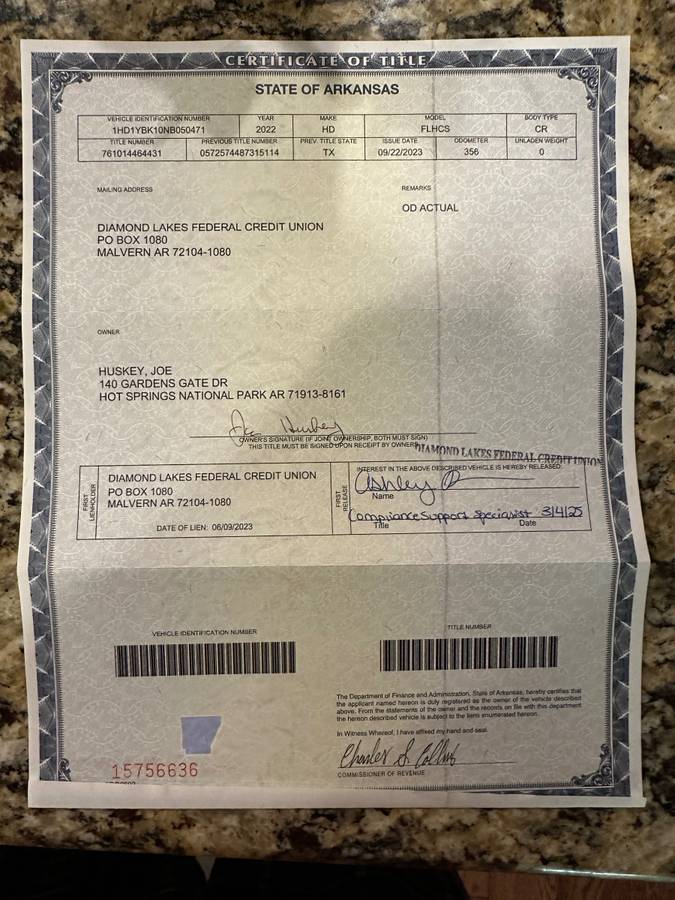 CERTIFICATE OF TITLE
STATE OF ARKANSAS
VEHICLE IDENTIFICATION NUMBER YEAR MAKE MODEL BODY TYPE
1HD1YBK10NB050471 2022 HD FLHCS CR
TITLE NUMBER PREVIOUS TITLE NUMBER PREV. TITLE STATE ISSUE DATE ODOMETER UNLADEN WEIGHT
761014464431 0572574487315114 TX 09/22/2023 356 0
MAILING ADDRESS
REMARKS
OD ACTUAL
DIAMOND LAKES FEDERAL CREDIT UNION
PO BOX 1080
MALVERN AR 72104-1080
OWNER
HUSKEY, JOE
140 GARDENS GATE DR
HOT SPRINGS NATIONAL PARK AR 71913-8161
Joe Huskey
OWNER'S SIGNATURE (IF JOINT OWNERSHIP, BOTH MUST SIGN)
THIS TITLE MUST BE SIGNED UPON RECEIPT BY OWNERS
DIAMOND LAKES FEDERAL CREDIT UNION
FIRST LIENHOLDER
DIAMOND LAKES FEDERAL CREDIT UNION
PO BOX 1080
MALVERN AR 72104-1080
DATE OF LIEN: 06/09/2023
FIRST RELEASE
INTEREST IN THE ABOVE DESCRIBED VEHICLE IS HEREBY RELEASED
Ashley
Name
Compliance Support Specialist 3/4/25
Title Date
VEHICLE IDENTIFICATION NUMBER
TITLE NUMBER
The Department of Finance and Administration, State of Arkansas, hereby certifies that
the applicant named hereon is duly registered as the owner of the vehicle described
above. From the statements of the owner and the records on file with this department
the hereon described vehicle is subject to the liens enumerated hereon.
In Witness Whereof, I have affixed my hand and seal.
Charles S. Collins
COMMISSIONER OF REVENUE
15756636